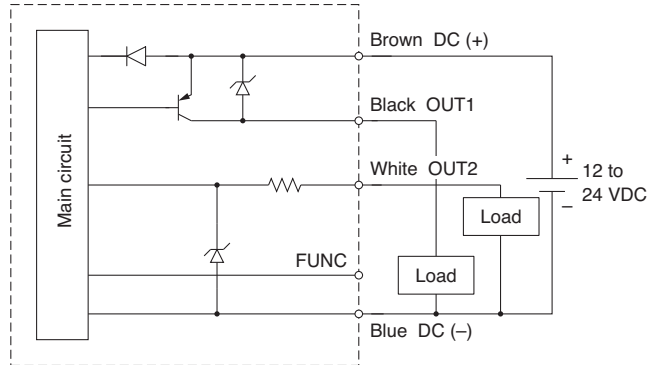 Main circuit
Brown DC (+)
Black OUT1
White OUT2
+
12 to
24 VDC
–
Load
FUNC
Load
Blue DC (–)